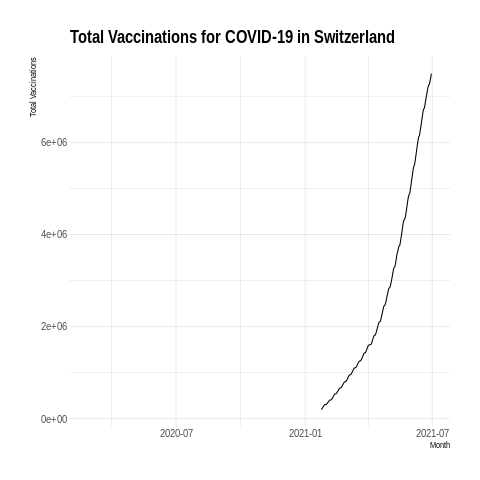 Total Vaccinations for COVID-19 in Switzerland
Total Vaccinations
6e+06
4e+06
2e+06
0e+00
2020-07
2021-01
2021-07
Month